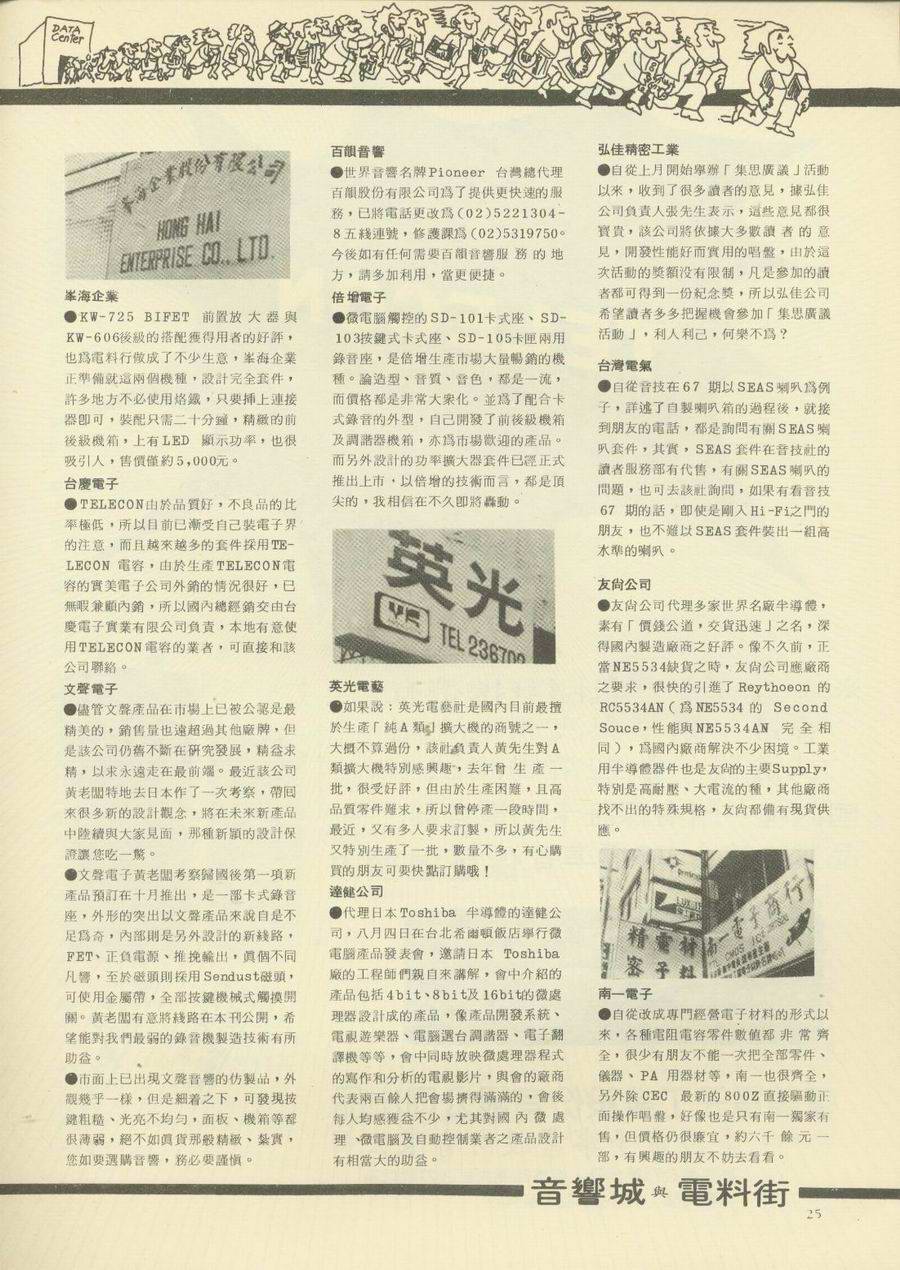 DATA
Center
峯海企業股份有限公司
HONG HAI
ENTERPRISE CO., LTD.
峯海企業
●KW-725 BIFET 前置放大器與
KW-606後級的搭配獲得用者的好評，
也爲電料行做成了不少生意，峯海企業
正準備就這兩個機種，設計完全套件，
許多地方不必使用烙鐵，只要挿上連接
器卽可，裝配只需二十分鐘，精緻的前
後級機箱，上有LED 顯示功率，也很
吸引人，售價僅約5,000元。
台慶電子
●TELECON由於品質好，不良品的比
率極低，所以目前已漸受自己裝電子界
的注意，而且越來越多的套件採用TE-
LECON 電容，由於生產TELECON電
容的實美電子公司外銷的情況很好，已
無暇兼顧內銷，所以國內總經銷交由台
慶電子實業有限公司負責，本地有意使
用TELECON電容的業者，可直接和該
公司聯絡。
文聲電子
●儘管文聲產品在市場上已被公認是最
精美的，銷售量也遠超過其他廠牌，但
是該公司仍舊不斷在硏究發展，精益求
精，以求永遠走在最前端。最近該公司
黃老闆特地去日本作了一次考察，帶囘
來很多新的設計觀念，將在未來新產品
中陸續與大家見面，那種新穎的設計保
證讓您吃一驚。
●文聲電子黃老闆考察歸國後第一項新
產品預訂在十月推出，是一部卡式錄音
座，外形的突出以文聲產品來說自是不
足爲奇，內部則是另外設計的新綫路，
FET、正負電源、推挽輸出，眞個不同
凡響，至於磁頭則採用Sendust磁頭，
可使用金屬帶，全部按鍵機械式觸摸開
關。黃老闆有意將綫路在本刊公開，希
望能對我們最弱的錄音機製造技術有所
助益。
●市面上已出現文聲音響的仿製品，外
觀幾乎一樣，但是細着之下，可發現按
鍵粗糙、光亮不均勻，面板、機箱等都
很薄弱，絕不如眞貨那般精緻、紮實，
您如要選購音響，務必要謹愼。
百韻音響
●世界音響名牌Pioneer 台灣總代理
百韻股份有限公司爲了提供更快速的服
務，已將電話更改爲(02)5221304-
8五綫連號，修護課爲(02)5319750。
今後如有任何需要百韻音響服務的地
方，請多加利用，當更便捷。
倍增電子
●微電腦觸控的SD-101卡式座、SD-
103按鍵式卡式座、SD-105卡匣兩用
錄音座，是倍增生產市場大量暢銷的機
種。論造型、音質、音色，都是一流，
而價格都是非常大衆化。並爲了配合卡
式錄音的外型，自己開發了前後級機箱
及調諧器機箱，亦爲市場歡迎的產品。
而另外設計的功率擴大器套件已經正式
推出上市，以倍增的技術而言，都是頂
尖的，我相信在不久卽將轟動。
英光
TEL 236700
英光電藝
●如果說：英光電藝社是國內目前最擅
於生產「純A類」擴大機的商號之一，
大槪不算過份，該社負責人黃先生對A
類擴大機特別感興趣，去年曾生產一
批，很受好評，但由於生產困難，且高
品質零件難求，所以曾停產一段時間，
最近，又有多人要求訂製，所以黃先生
又特別生產了一批，數量不多，有心購
買的朋友可要快點訂購哦！
達健公司
●代理日本Toshiba 半導體的達健公
司，八月四日在台北希爾頓飯店舉行微
電腦產品發表會，邀請日本 Toshiba
廠的工程師們親自來講解，會中介紹的
產品包括4bit、8bit及16bit的微處
理器設計成的產品，像產品開發系統、
電視遊樂器、電腦選台調諧器、電子翻
譯機等等，會中同時放映微處理器程式
的寫作和分析的電視影片，與會的廠商
代表兩百餘人把會場擠得滿滿的，會後
每人均感獲益不少，尤其對國內微處
理、微電腦及自動控制業者之產品設計
有相當大的助益。
弘佳精密工業
●自從上月開始舉辦「集思廣議」活動
以來，收到了很多讀者的意見，據弘佳
公司負責人張先生表示，這些意見都很
寶貴，該公司將依據大多數讀者的意
見，開發性能好而實用的唱盤，由於這
次活動的獎額沒有限制，凡是參加的讀
者都可得到一份紀念獎，所以弘佳公司
希望讀者多多把握機會參加「集思廣議
活動」，利人利己，何樂不爲？
台灣電氣
●自從音技在67 期以SEAS喇叭爲例
子，詳述了自製喇叭箱的過程後，就接
到朋友的電話，都是詢問有關SEAS喇
叭套件，其實，SEAS套件在音技社的
讀者服務部有代售，有關SEAS喇叭的
問題，也可去該社詢問，如果有看音技
67 期的話，卽使是剛入Hi-Fi之門的
朋友，也不難以SEAS套件裝出一組高
水準的喇叭。
友尙公司
●友尙公司代理多家世界名廠半導體，
素有「價錢公道，交貨迅速」之名，深
得國內製造廠商之好評。像不久前，正
當NE5534缺貨之時，友尙公司應廠商
之要求，很快的引進了Reythoeon 的
RC5534AN（爲NE5534的 Second
Souce，性能與NE5534AN 完全相
同），爲國內廠商解決不少困境。工業
用半導體器件也是友尙的主要Supply，
特別是高耐壓、大電流的種，其他廠商
找不出的特殊規格，友尙都備有現貨供
應。
南一電子商行
精密電子材料
南一電子
●自從改成專門經營電子材料的形式以
來，各種電阻電容零件數値都非常齊
全，很少有朋友不能一次把全部零件、
儀器、PA 用器材等，南一也很齊全，
另外除CEC 最新的800Z直接驅動正
面操作唱盤，好像也是只有南一獨家有
售，但價格仍很廉宜，約六千餘元一
部，有興趣的朋友不妨去看看。
音響城與電料街
25